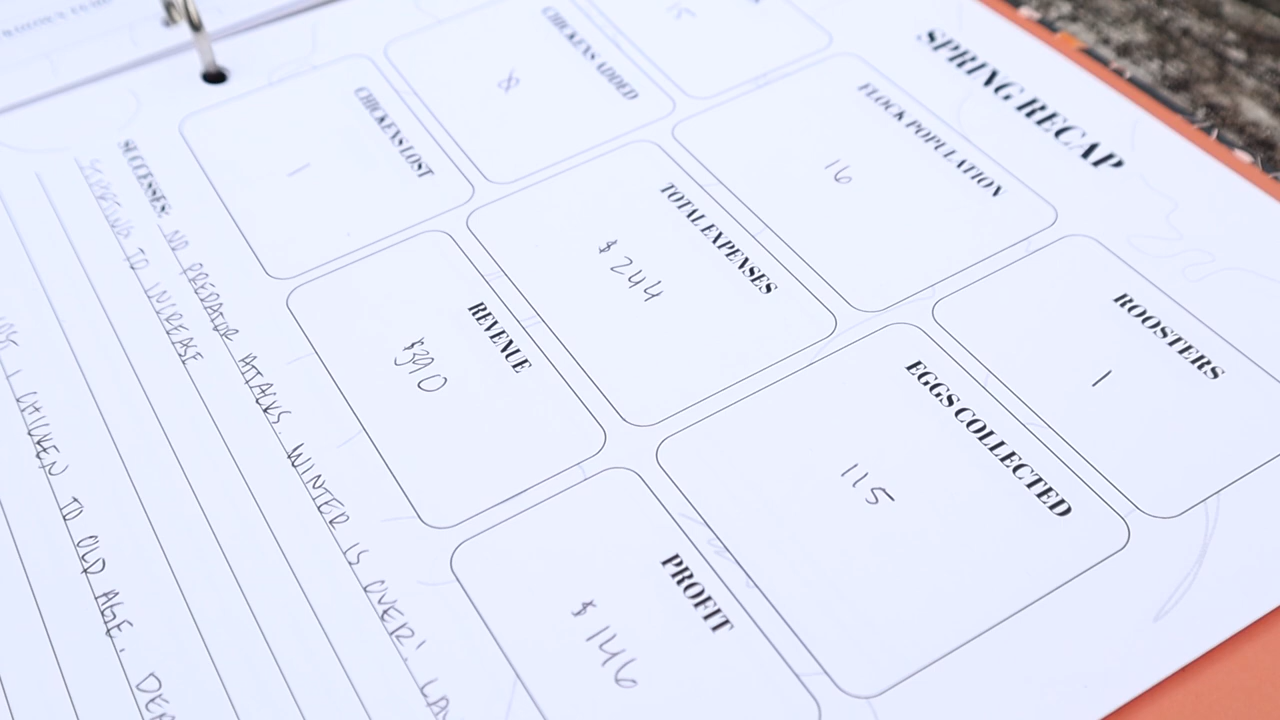 SPRING RECAP
FLOCK POPULATION
16
15
ROOSTERS
1
CHICKENS ADDED
8
TOTAL EXPENSES
$244
EGGS COLLECTED
115
CHICKENS LOST
1
REVENUE
$390
PROFIT
$146
SUCCESSES: NO PREDATOR ATTACKS. WINTER IS OVER!
STARTING TO INCREASE
1 CHICKEN TO OLD AGE.